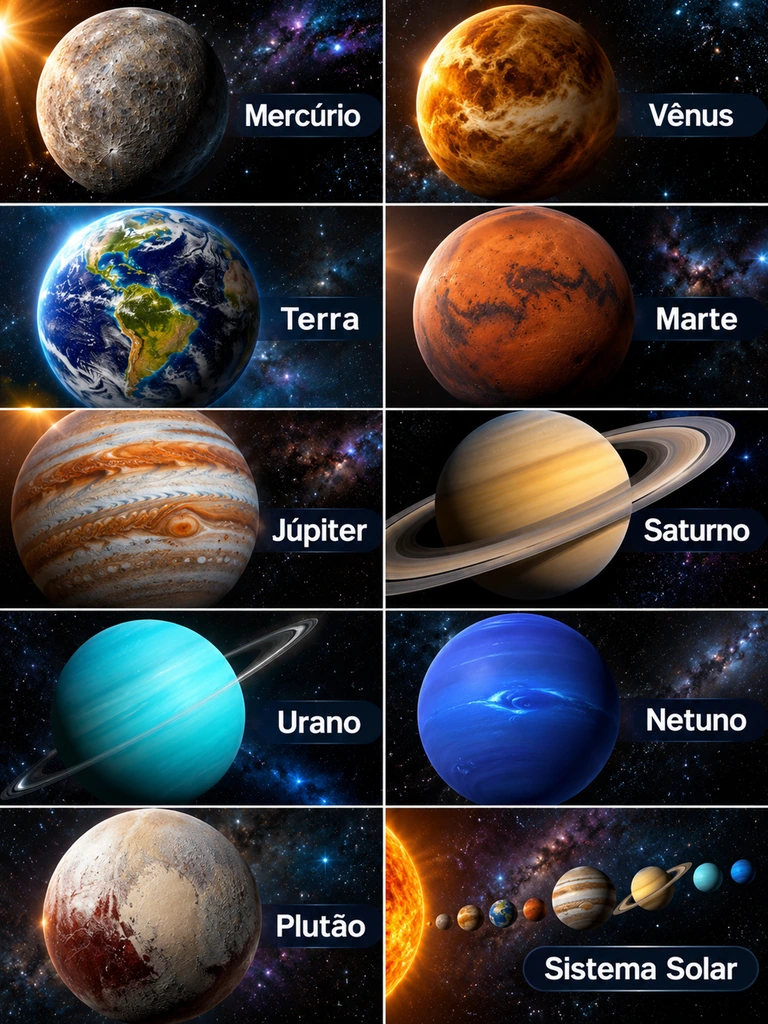 Mercúrio
Vênus
Terra
Marte
Júpiter
Saturno
Urano
Netuno
Plutão
Sistema Solar